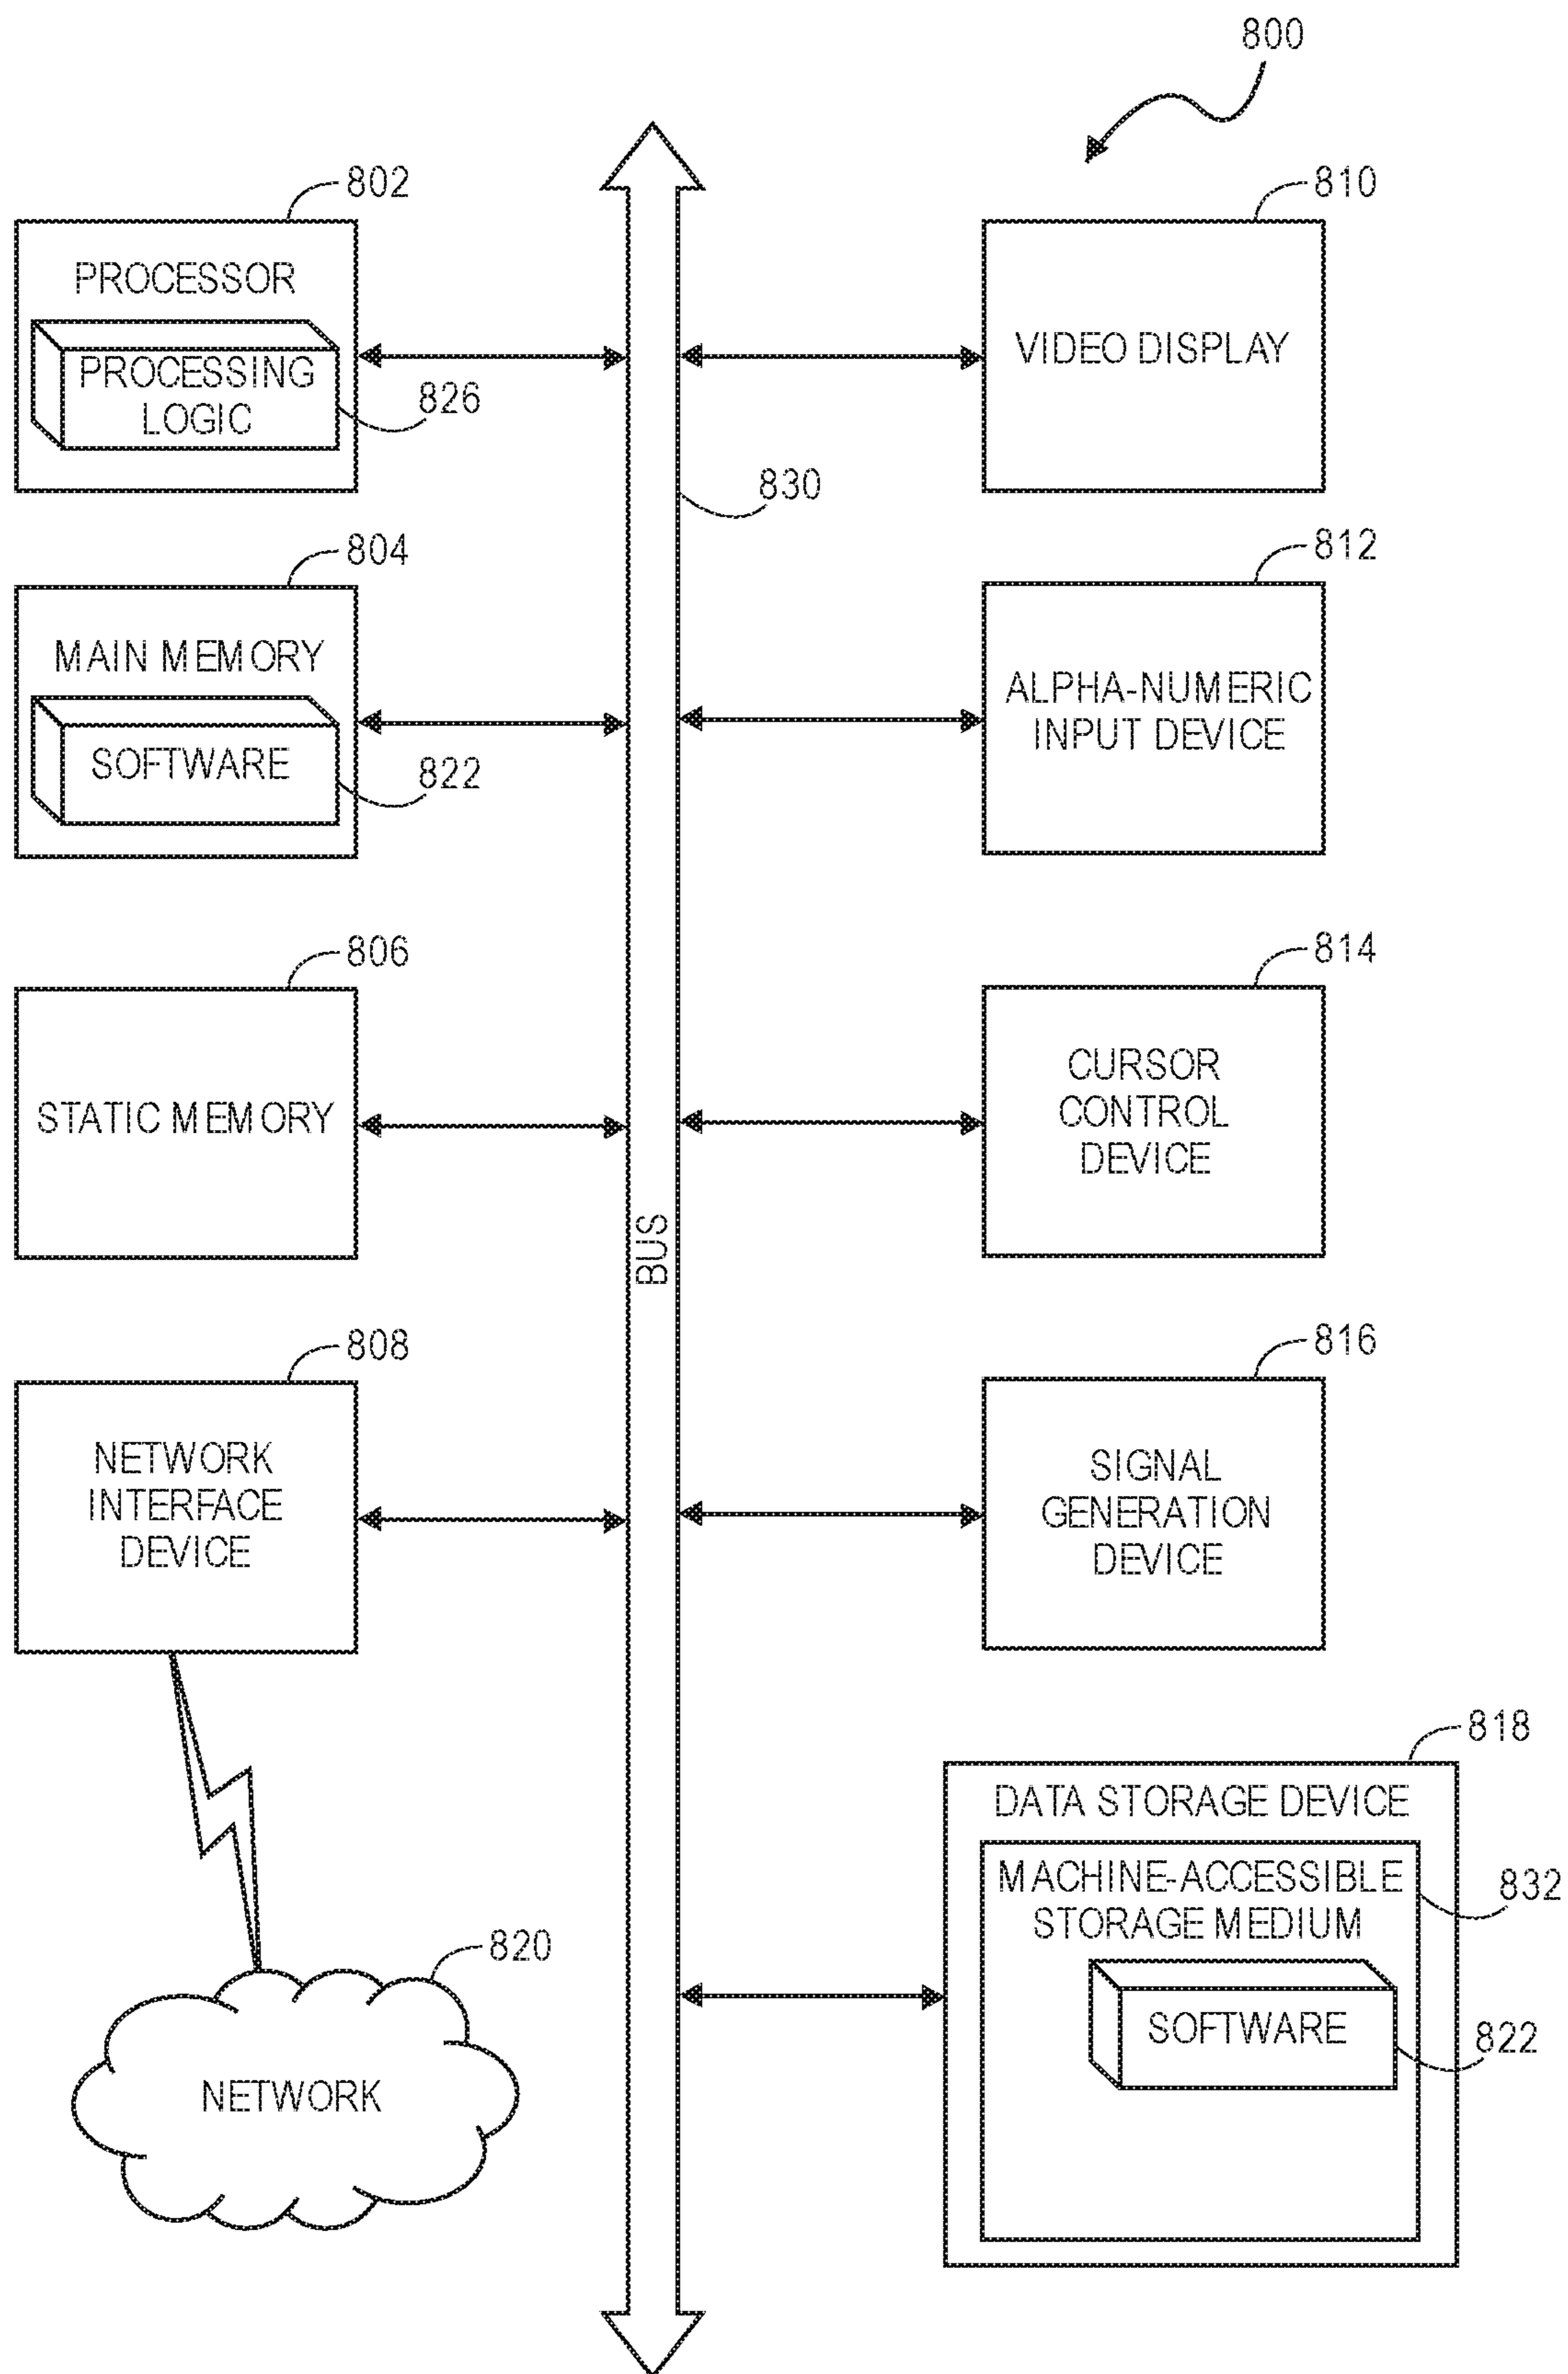 800
802
PROCESSOR
PROCESSING
LOGIC
826
804
MAIN MEMORY
SOFTWARE
822
806
STATIC MEMORY
808
NETWORK
INTERFACE
DEVICE
820
NETWORK
830
BUS
810
VIDEO DISPLAY
812
ALPHA-NUMERIC
INPUT DEVICE
814
CURSOR
CONTROL
DEVICE
816
SIGNAL
GENERATION
DEVICE
818
DATA STORAGE DEVICE
MACHINE-ACCESSIBLE
STORAGE MEDIUM
832
SOFTWARE
822